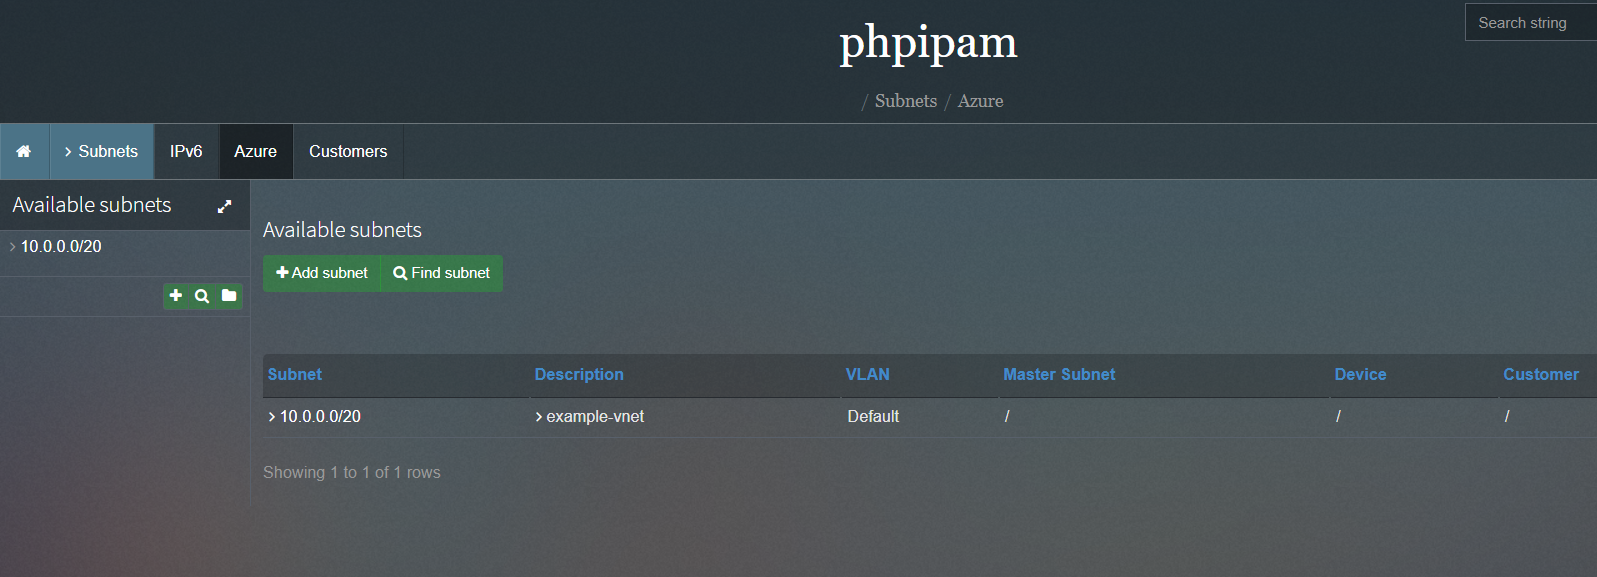 Search string
phpipam
/ Subnets / Azure
> Subnets IPv6 Azure Customers
Available subnets
> 10.0.0.0/20
Available subnets
Add subnet Find subnet
Subnet Description VLAN Master Subnet Device Customer
> 10.0.0.0/20 > example-vnet Default / / /
Showing 1 to 1 of 1 rows